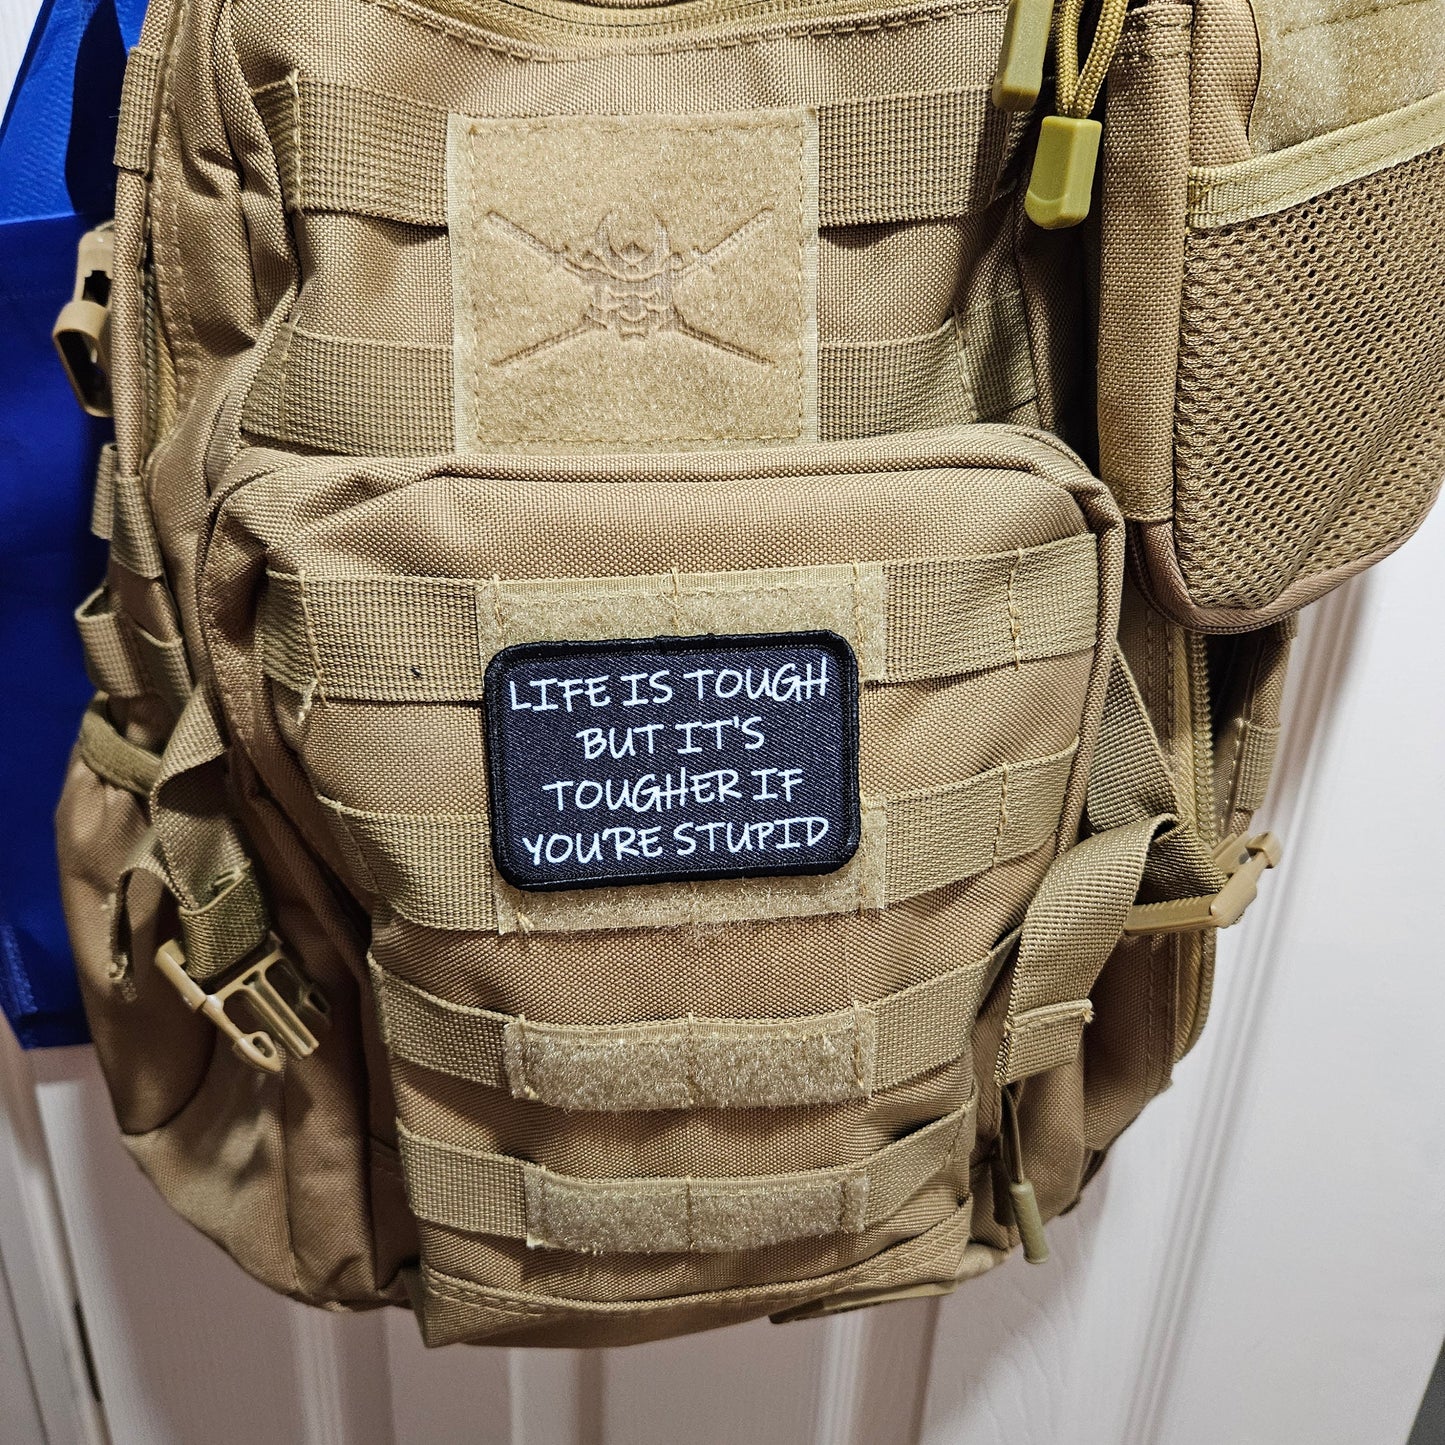 LIFE IS TOUGH
BUT IT'S
TOUGHER IF
YOU'RE STUPID